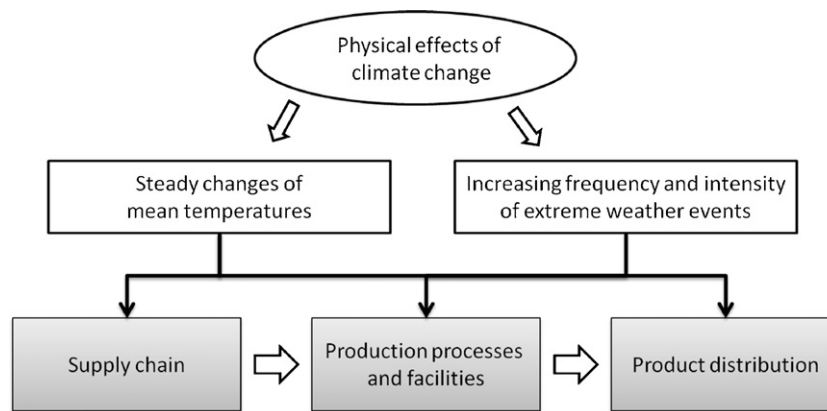 Physical effects of
climate change
Steady changes of
mean temperatures
Increasing frequency and intensity
of extreme weather events
Supply chain
Production processes
and facilities
Product distribution